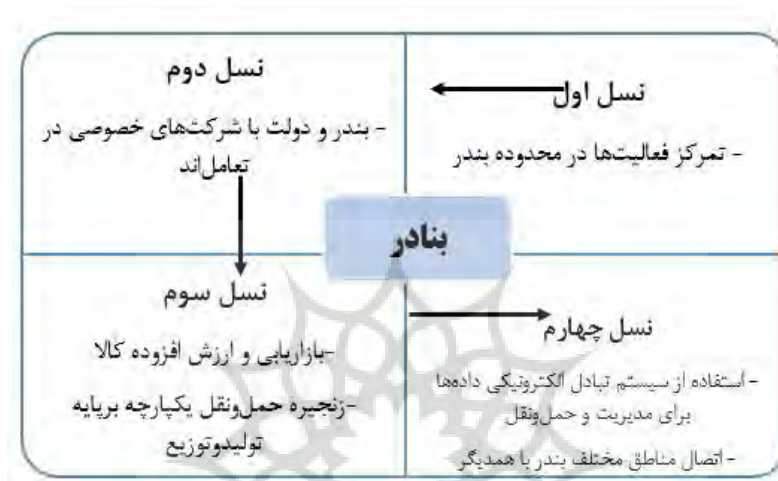 نسل اول
- تمرکز فعالیت‌ها در محدوده بندر
نسل دوم
- بندر و دولت با شرکت‌های خصوصی در
تعامل‌اند
بنادر
نسل سوم
-بازاریابی و ارزش افزوده کالا
-زنجیره حمل‌ونقل یکپارچه برپایه
تولیدوتوزیع
نسل چهارم
- استفاده از سیستم تبادل الکترونیکی داده‌ها
برای مدیریت و حمل‌ونقل
- اتصال مناطق مختلف بندر با همدیگر